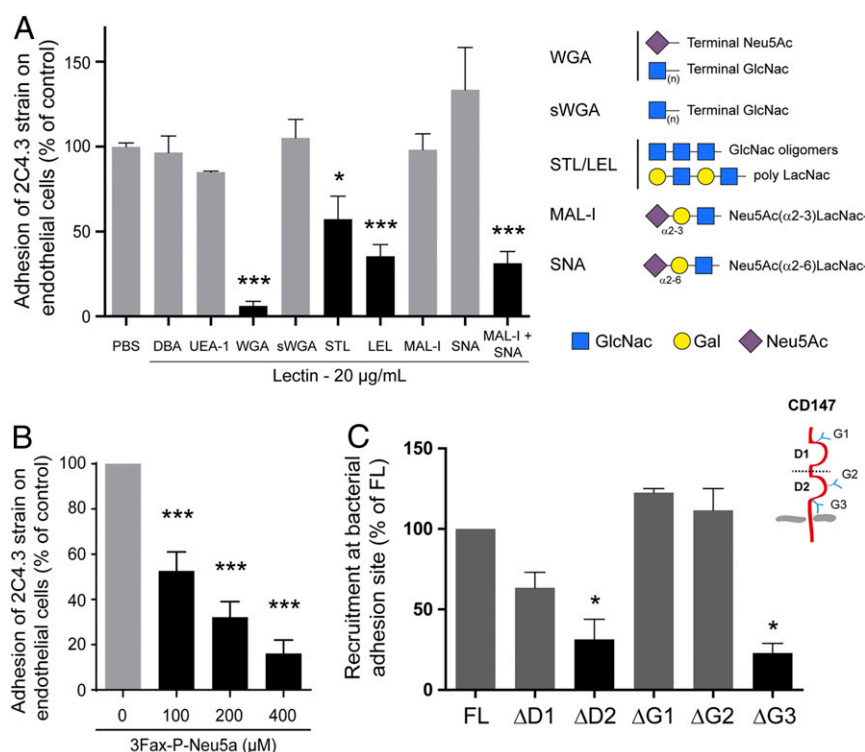 A
Adhesion of 2C4.3 strain on
endothelial cells (% of control)
150
100
50
0
*
***
***
***
PBS
DBA
UEA-1
WGA
sWGA
STL
LEL
MAL-I
SNA
MAL-I +
SNA
Lectin - 20 µg/mL
WGA
Terminal Neu5Ac
(n)
Terminal GlcNac
sWGA
(n)
Terminal GlcNac
STL/LEL
GlcNac oligomers
poly LacNac
MAL-I
α2-3
Neu5Ac(α2-3)LacNac-
SNA
α2-6
Neu5Ac(α2-6)LacNac-
GlcNac
Gal
Neu5Ac
B
Adhesion of 2C4.3 strain on
endothelial cells (% of control)
100
80
60
40
20
0
***
***
***
0
100
200
400
3Fax-P-Neu5a (µM)
C
Recruitment at bacterial
adhesion site (% of FL)
150
100
50
0
*
*
FL
ΔD1
ΔD2
ΔG1
ΔG2
ΔG3
CD147
G1
D1
G2
D2
G3